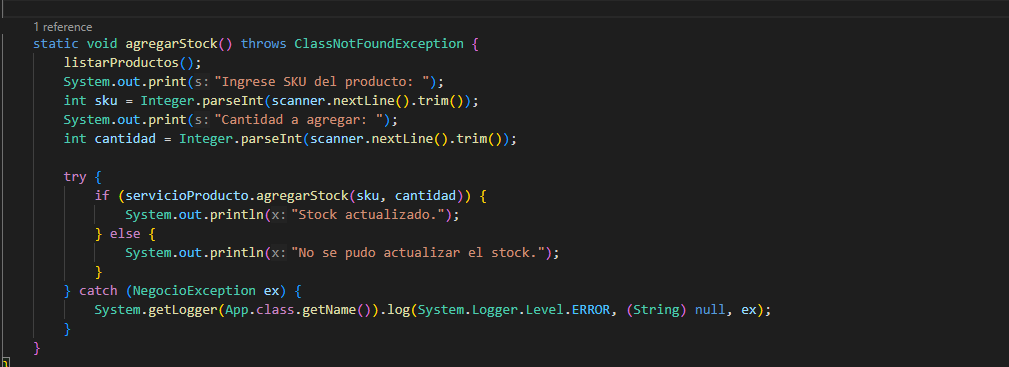 1 reference
static void agregarStock() throws ClassNotFoundException {
listarProductos();
System.out.print(s:"Ingrese SKU del producto: ");
int sku = Integer.parseInt(scanner.nextLine().trim());
System.out.print(s:"Cantidad a agregar: ");
int cantidad = Integer.parseInt(scanner.nextLine().trim());
try {
if (servicioProducto.agregarStock(sku, cantidad)) {
System.out.println(x:"Stock actualizado.");
} else {
System.out.println(x:"No se pudo actualizar el stock.");
}
} catch (NegocioException ex) {
System.getLogger(App.class.getName()).log(System.Logger.Level.ERROR, (String) null, ex);
}
}
}